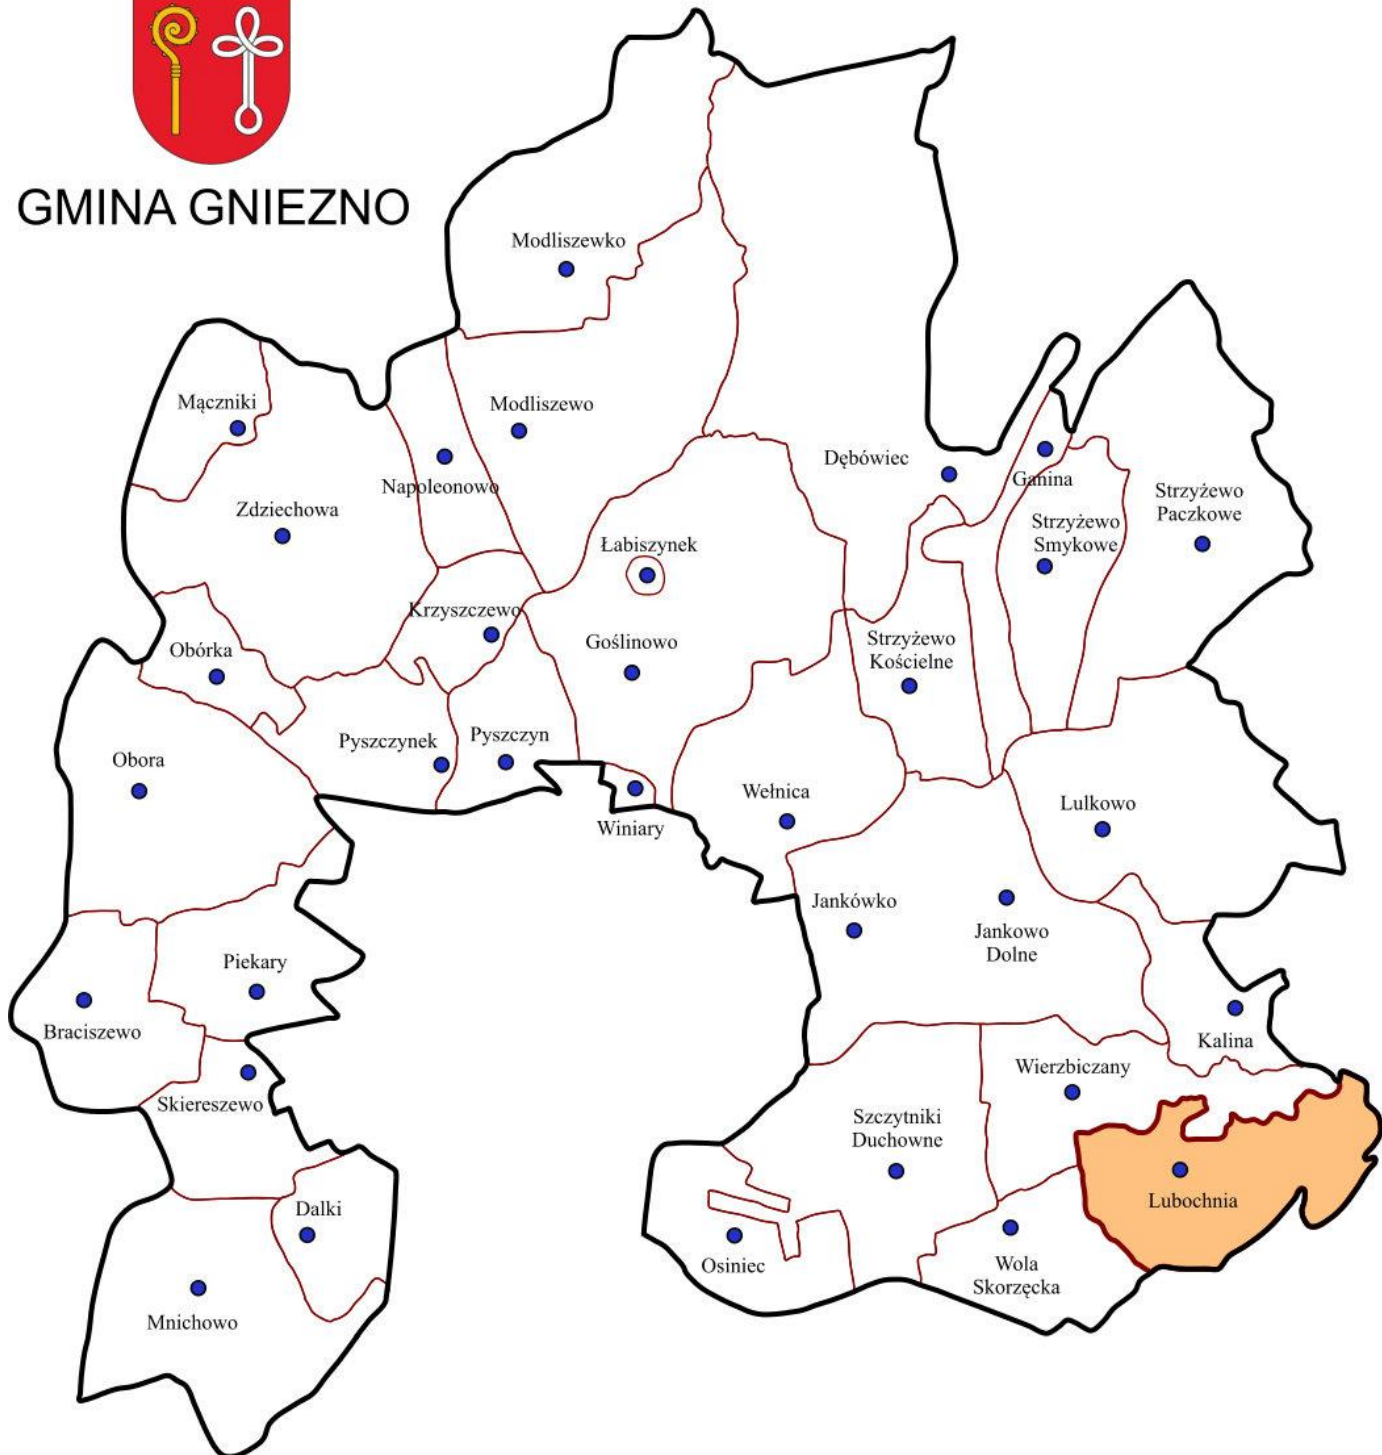 GMINA GNIEZNO
Modliszewko
Mączniki
Modliszewo
Napoleonowo
Dębówiec
Ganina
Strzyżewo
Paczkowe
Zdziechowa
Strzyżewo
Smykowe
Łabiszynek
Krzyszczewo
Obórka
Goślinowo
Strzyżewo
Kościelne
Pyszczynek
Pyszczyn
Obora
Winiary
Wełnica
Lulkowo
Jankówko
Jankowo
Dolne
Piekary
Braciszewo
Kalina
Skiereszewo
Wierzbiczany
Szczytniki
Duchowne
Lubochnia
Dalki
Osiniec
Wola
Skorzęcka
Mnichowo